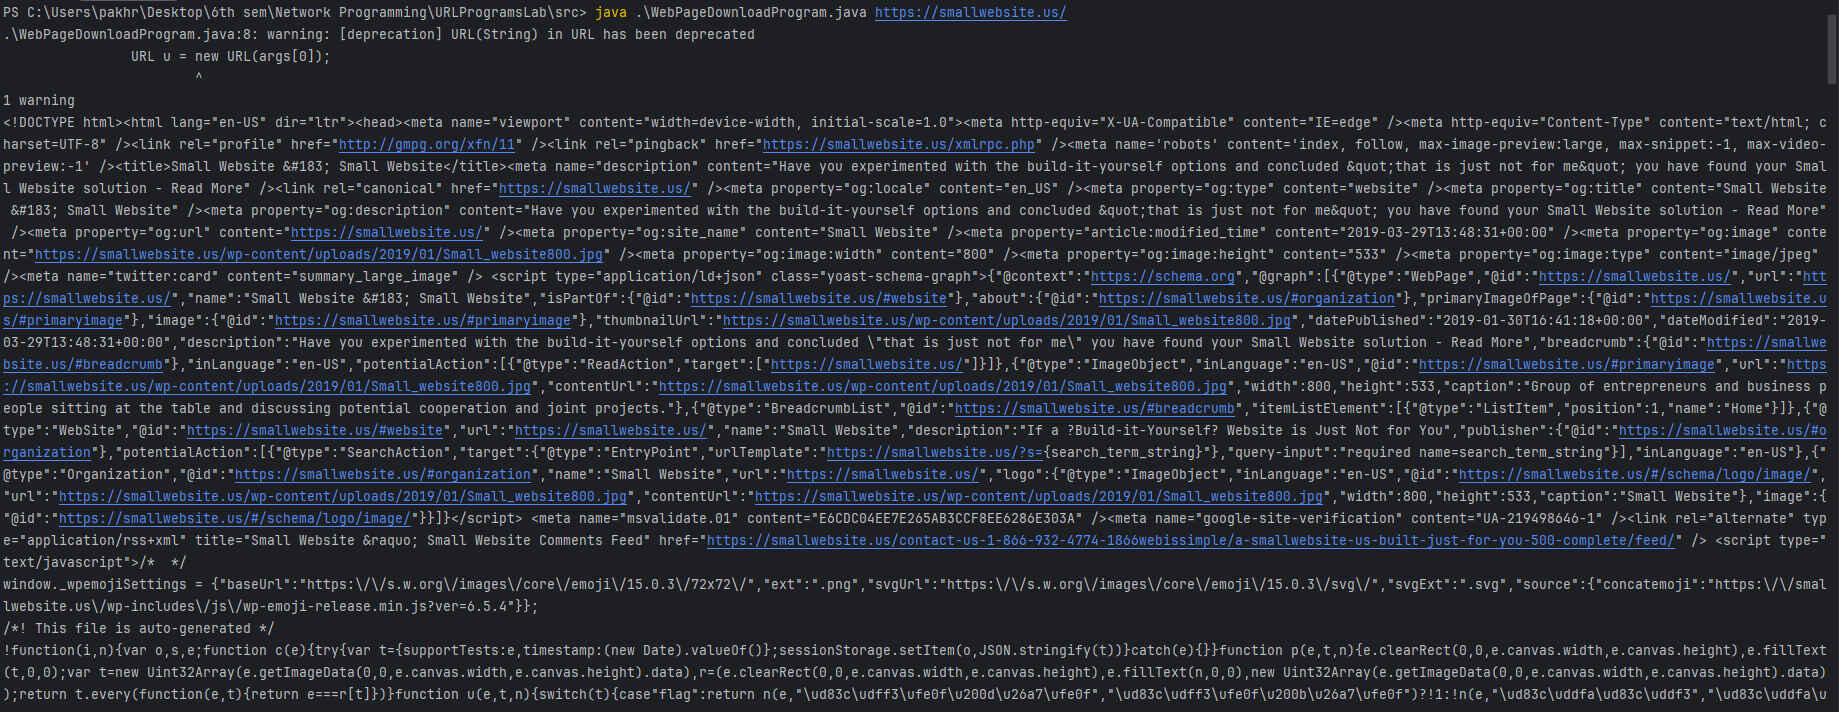 PS C:\Users\pakhr\Desktop\6th sem\Network Programming\URLProgramsLab\src> java .\WebPageDownloadProgram.java https://smallwebsite.us/
.\WebPageDownloadProgram.java:8: warning: [deprecation] URL(String) in URL has been deprecated
URL u = new URL(args[0]);
^
1 warning
<!DOCTYPE html><html lang="en-US" dir="ltr"><head><meta name="viewport" content="width=device-width, initial-scale=1.0"><meta http-equiv="X-UA-Compatible" content="IE=edge" /><meta http-equiv="Content-Type" content="text/html; c
harset=UTF-8" /><link rel="profile" href="http://gmpg.org/xfn/11" /><link rel="pingback" href="https://smallwebsite.us/xmlrpc.php" /><meta name='robots' content='index, follow, max-image-preview:large, max-snippet:-1, max-video-
preview:-1' /><title>Small Website &#183; Small Website</title><meta name="description" content="Have you experimented with the build-it-yourself options and concluded &quot;that is just not for me&quot; you have found your Smal
l Website solution - Read More" /><link rel="canonical" href="https://smallwebsite.us/" /><meta property="og:locale" content="en_US" /><meta property="og:type" content="website" /><meta property="og:title" content="Small Website
 &#183; Small Website" /><meta property="og:description" content="Have you experimented with the build-it-yourself options and concluded &quot;that is just not for me&quot; you have found your Small Website solution - Read More"
 /><meta property="og:url" content="https://smallwebsite.us/" /><meta property="og:site_name" content="Small Website" /><meta property="article:modified_time" content="2019-03-29T13:48:31+00:00" /><meta property="og:image" conte
nt="https://smallwebsite.us/wp-content/uploads/2019/01/Small_website800.jpg" /><meta property="og:image:width" content="800" /><meta property="og:image:height" content="533" /><meta property="og:image:type" content="image/jpeg"
/><meta name="twitter:card" content="summary_large_image" /> <script type="application/ld+json" class="yoast-schema-graph">{"@context":"https://schema.org","@graph":[{"@type":"WebPage","@id":"https://smallwebsite.us/","url":"htt
ps://smallwebsite.us/","name":"Small Website &#183; Small Website","isPartOf":{"@id":"https://smallwebsite.us/#website"},"about":{"@id":"https://smallwebsite.us/#organization"},"primaryImageOfPage":{"@id":"https://smallwebsite.u
s/#primaryimage"},"image":{"@id":"https://smallwebsite.us/#primaryimage"},"thumbnailUrl":"https://smallwebsite.us/wp-content/uploads/2019/01/Small_website800.jpg","datePublished":"2019-01-30T16:41:18+00:00","dateModified":"2019-
03-29T13:48:31+00:00","description":"Have you experimented with the build-it-yourself options and concluded \"that is just not for me\" you have found your Small Website solution - Read More","breadcrumb":{"@id":"https://smallwe
bsite.us/#breadcrumb"},"inLanguage":"en-US","potentialAction":[{"@type":"ReadAction","target":["https://smallwebsite.us/"]}]},{"@type":"ImageObject","inLanguage":"en-US","@id":"https://smallwebsite.us/#primaryimage","url":"https
://smallwebsite.us/wp-content/uploads/2019/01/Small_website800.jpg","contentUrl":"https://smallwebsite.us/wp-content/uploads/2019/01/Small_website800.jpg","width":800,"height":533,"caption":"Group of entrepreneurs and business p
eople sitting at the table and discussing potential cooperation and joint projects."},{"@type":"BreadcrumbList","@id":"https://smallwebsite.us/#breadcrumb","itemListElement":[{"@type":"ListItem","position":1,"name":"Home"}]},{"@
type":"WebSite","@id":"https://smallwebsite.us/#website","url":"https://smallwebsite.us/","name":"Small Website","description":"If a ?Build-it-Yourself? Website is Just Not for You","publisher":{"@id":"https://smallwebsite.us/#o
rganization"},"potentialAction":[{"@type":"SearchAction","target":{"@type":"EntryPoint","urlTemplate":"https://smallwebsite.us/?s={search_term_string}"},"query-input":"required name=search_term_string"}],"inLanguage":"en-US"},{"
@type":"Organization","@id":"https://smallwebsite.us/#organization","name":"Small Website","url":"https://smallwebsite.us/","logo":{"@type":"ImageObject","inLanguage":"en-US","@id":"https://smallwebsite.us/#/schema/logo/image/",
"url":"https://smallwebsite.us/wp-content/uploads/2019/01/Small_website800.jpg","contentUrl":"https://smallwebsite.us/wp-content/uploads/2019/01/Small_website800.jpg","width":800,"height":533,"caption":"Small Website"},"image":{
"@id":"https://smallwebsite.us/#/schema/logo/image/"}}]}</script> <meta name="msvalidate.01" content="E6CDC04EE7E265AB3CCF8EE6286E303A" /><meta name="google-site-verification" content="UA-219498646-1" /><link rel="alternate" typ
e="application/rss+xml" title="Small Website &raquo; Small Website Comments Feed" href="https://smallwebsite.us/contact-us-1-866-932-4774-1866webissimple/a-smallwebsite-us-built-just-for-you-500-complete/feed/" /> <script type="
text/javascript">/*  */
window._wpemojiSettings = {"baseUrl":"https:\/\/s.w.org\/images\/core\/emoji\/15.0.3\/72x72\/","ext":".png","svgUrl":"https:\/\/s.w.org\/images\/core\/emoji\/15.0.3\/svg\/","svgExt":".svg","source":{"concatemoji":"https:\/\/smal
lwebsite.us\/wp-includes\/js\/wp-emoji-release.min.js?ver=6.5.4"}};
/*! This file is auto-generated */
!function(i,n){var o,s,e;function c(e){try{var t={supportTests:e,timestamp:(new Date).valueOf()};sessionStorage.setItem(o,JSON.stringify(t))}catch(e){}}function p(e,t,n){e.clearRect(0,0,e.canvas.width,e.canvas.height),e.fillText
(t,0,0);var t=new Uint32Array(e.getImageData(0,0,e.canvas.width,e.canvas.height).data),r=(e.clearRect(0,0,e.canvas.width,e.canvas.height),e.fillText(n,0,0),new Uint32Array(e.getImageData(0,0,e.canvas.width,e.canvas.height).data)
);return t.every(function(e,t){return e===r[t]})}function u(e,t,n){switch(t){case"flag":return n(e,"\ud83c\udff3\ufe0f\u200d\u26a7\ufe0f","\ud83c\udff3\ufe0f\u200b\u26a7\ufe0f")?!1:!n(e,"\ud83c\uddfa\ud83c\uddf3","\ud83c\uddfa\u